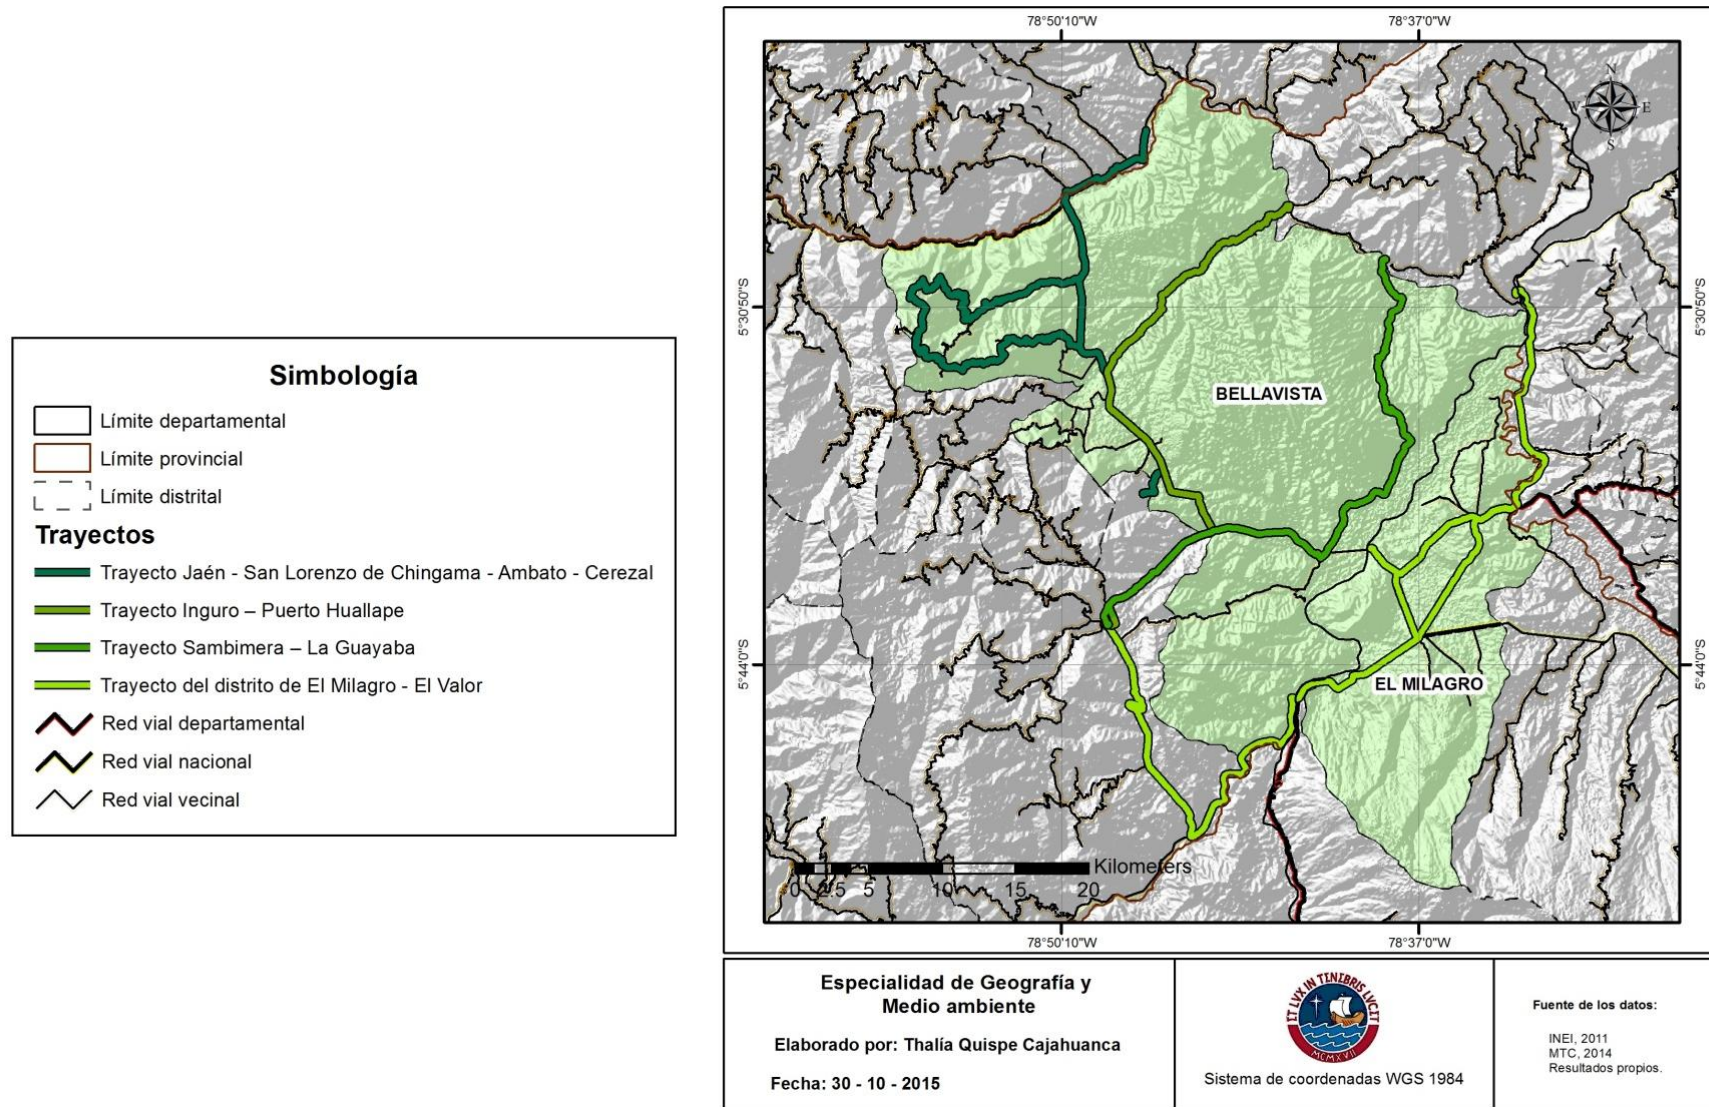 Simbología
Límite departamental
Límite provincial
Límite distrital
Trayectos
Trayecto Jaén - San Lorenzo de Chingama - Ambato - Cerezal
Trayecto Inguro – Puerto Huallape
Trayecto Sambimera – La Guayaba
Trayecto del distrito de El Milagro - El Valor
Red vial departamental
Red vial nacional
Red vial vecinal
78°50'10"W
78°37'0"W
N
W
E
S
5°30'50"S
5°30'50"S
BELLAVISTA
5°44'0"S
5°44'0"S
EL MILAGRO
Kilometers
0 2.5 5 10 15 20
78°50'10"W
78°37'0"W
Especialidad de Geografía y
Medio ambiente
Elaborado por: Thalía Quispe Cajahuanca
Fecha: 30 - 10 - 2015
ET LVX IN TENEBRIS LVCET
MCMXVII
Sistema de coordenadas WGS 1984
Fuente de los datos:
INEI, 2011
MTC, 2014
Resultados propios.